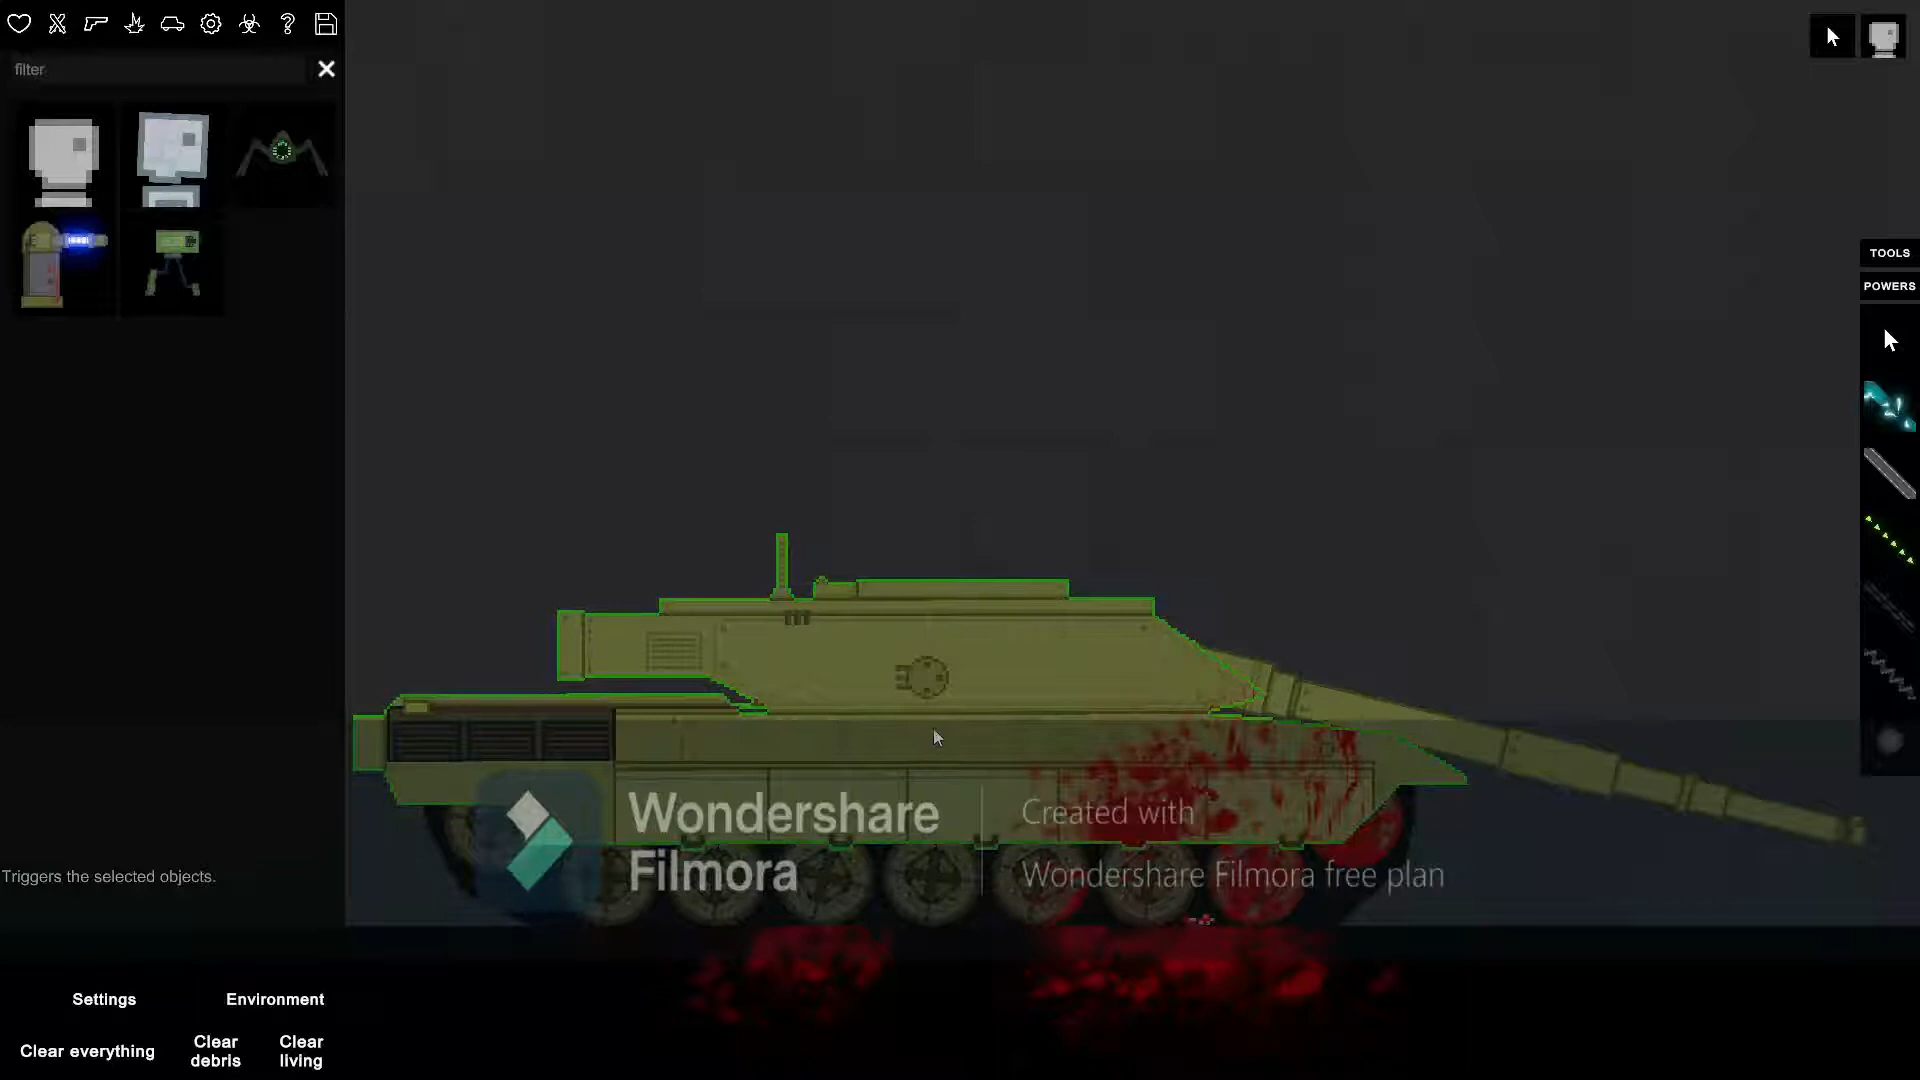 filter
TOOLS
POWERS
Wondershare
Filmora
Created with
Wondershare Filmora free plan
Triggers the selected objects.
Settings
Environment
Clear everything
Clear
debris
Clear
living